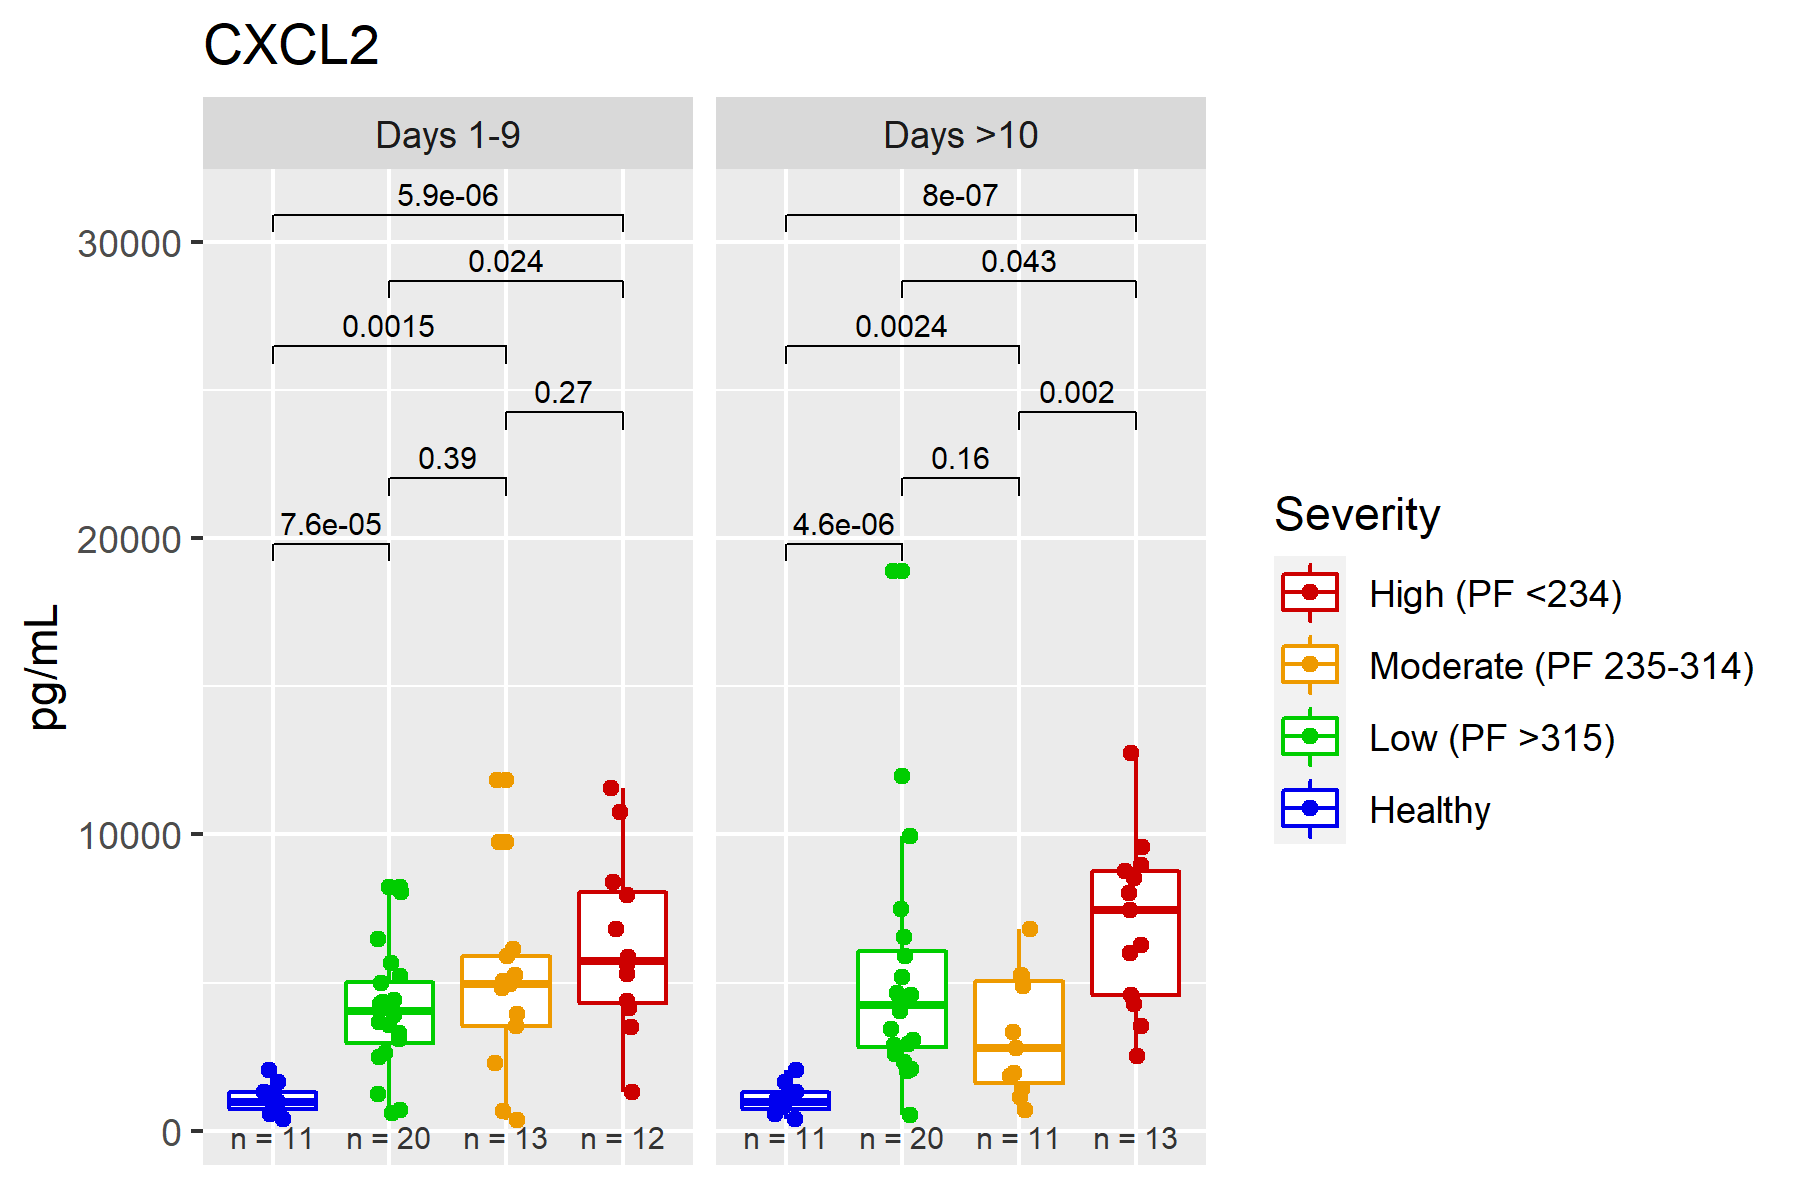 CXCL2
Days 1-9
Days >10
5.9e-06
8e-07
30000
0.024
0.043
0.0015
0.0024
0.27
0.002
0.39
0.16
7.6e-05
4.6e-06
20000
pg/mL
10000
0
n = 11
n = 20
n = 13
n = 12
n = 11
n = 20
n = 11
n = 13
Severity
High (PF <234)
Moderate (PF 235-314)
Low (PF >315)
Healthy